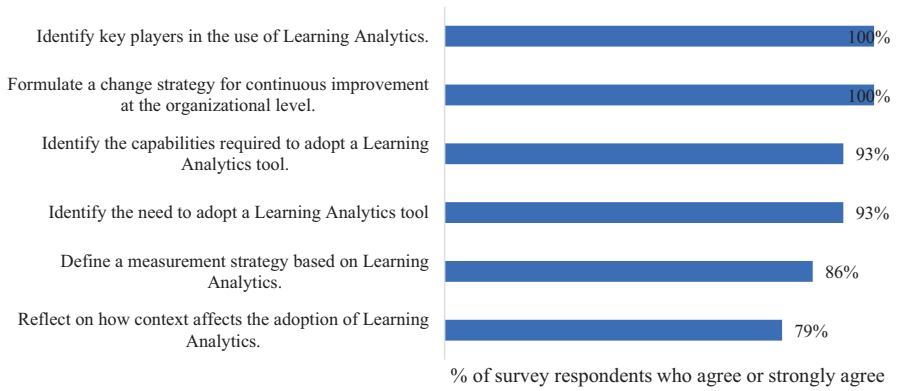 Identify key players in the use of Learning Analytics.
100%
Formulate a change strategy for continuous improvement
at the organizational level.
100%
Identify the capabilities required to adopt a Learning
Analytics tool.
93%
Identify the need to adopt a Learning Analytics tool
93%
Define a measurement strategy based on Learning
Analytics.
86%
Reflect on how context affects the adoption of Learning
Analytics.
79%
% of survey respondents who agree or strongly agree